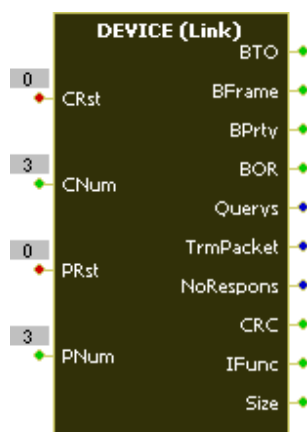 DEVICE (Link)
BTO
0
CRst
BFrame
BPrty
3
CNum
BOR
Querys
0
PRst
TrmPacket
NoRespons
CRC
3
PNum
IFunc
Size